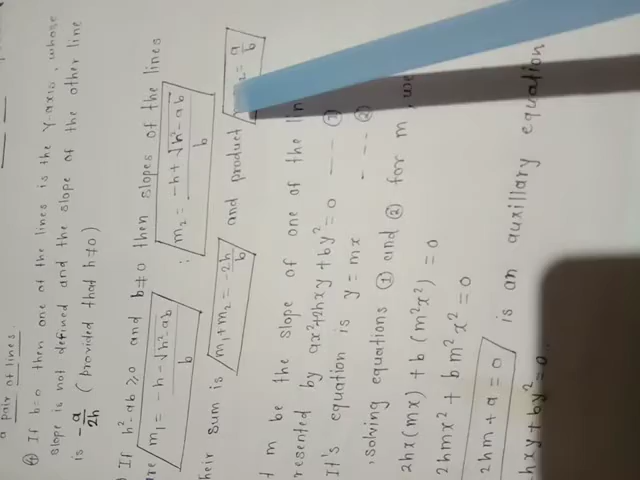 a pair of lines.
④ If b=0 then one of the lines is the Y-axis, whose
slope is not defined and the slope of the other line
is -a/2h (provided that h≠0)
If h²-ab ≥ 0 and b≠0 then slopes of the lines
are m₁ = -h-√h²-ab/b ; m₂ = -h+√h²-ab/b
heir sum is m₁+m₂ = -2h/b and product = a/b
t m be the slope of one of the lin
resented by ax²+2hxy+by²=0 --- ①
It's equation is y=mx --- ②
, solving equations ① and ② for m, we
2hx(mx) + b(m²x²) = 0
2hmx² + bm²x² = 0
2hm + a = 0 is an auxillary equation
hxy+by²=0.